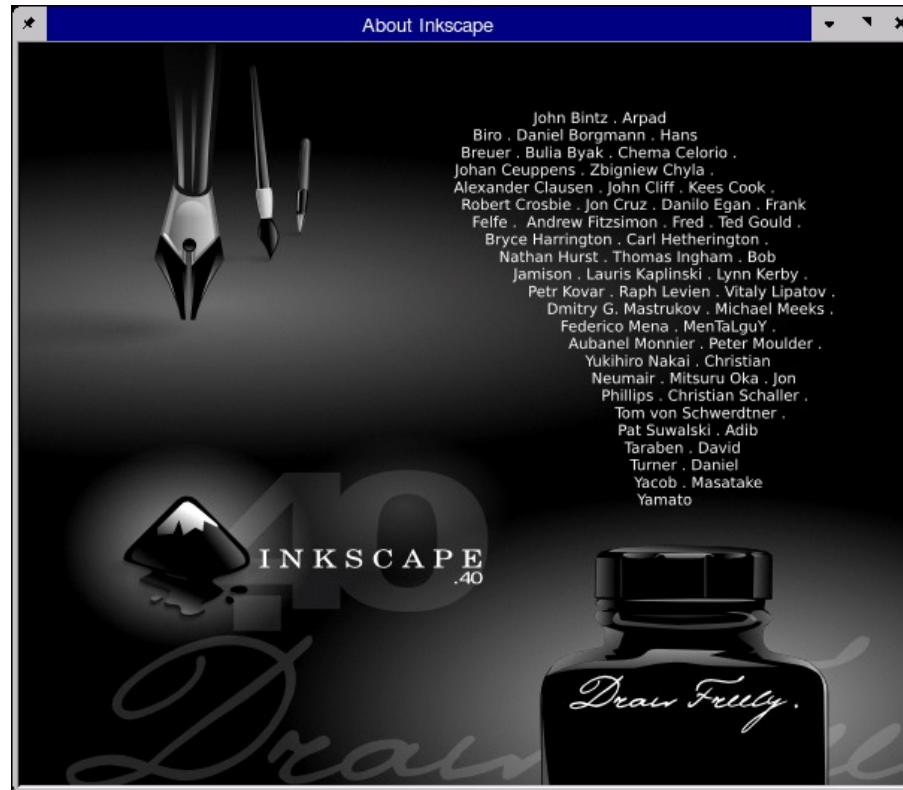 About Inkscape
John Bintz . Arpad
Biro . Daniel Borgmann . Hans
Breuer . Bulia Byak . Chema Celorio .
Johan Ceuppens . Zbigniew Chyla .
Alexander Clausen . John Cliff . Kees Cook .
Robert Crosbie . Jon Cruz . Danilo Egan . Frank
Felfe .  Andrew Fitzsimon . Fred . Ted Gould .
Bryce Harrington . Carl Hetherington .
Nathan Hurst . Thomas Ingham . Bob
Jamison . Lauris Kaplinski . Lynn Kerby .
Petr Kovar . Raph Levien . Vitaly Lipatov .
Dmitry G. Mastrukov . Michael Meeks .
Federico Mena . MenTaLguY .
Aubanel Monnier . Peter Moulder .
Yukihiro Nakai . Christian
Neumair . Mitsuru Oka . Jon
Phillips . Christian Schaller .
Tom von Schwerdtner .
Pat Suwalski . Adib
Taraben . David
Turner . Daniel
Yacob . Masatake
Yamato
.40
INKSCAPE
.40
Draw Freely.
Draw Free